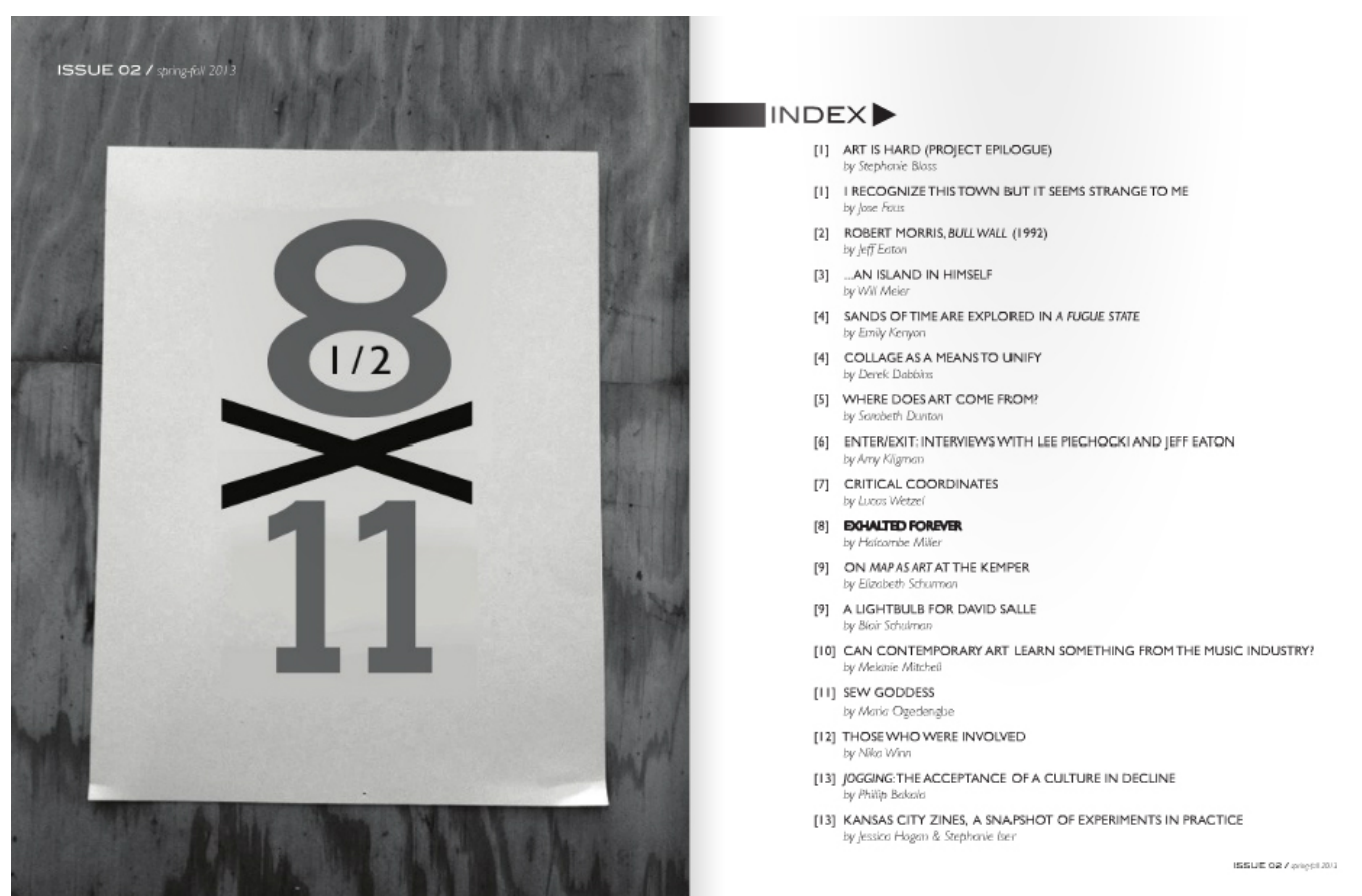 ISSUE 02 / spring-fall 2013
8
1/2
X
11
INDEX
[1] ART IS HARD (PROJECT EPILOGUE)
by Stephanie Bloss
[1] I RECOGNIZE THIS TOWN BUT IT SEEMS STRANGE TO ME
by Jose Faus
[2] ROBERT MORRIS, BULL WALL (1992)
by Jeff Eaton
[3] ...AN ISLAND IN HIMSELF
by Will Meier
[4] SANDS OF TIME ARE EXPLORED IN A FUGUE STATE
by Emily Kenyon
[4] COLLAGE AS A MEANS TO UNIFY
by Derek Dobbins
[5] WHERE DOES ART COME FROM?
by Sarabeth Dunton
[6] ENTER/EXIT: INTERVIEWS WITH LEE PIECHOCKI AND JEFF EATON
by Amy Kligman
[7] CRITICAL COORDINATES
by Lucas Wetzel
[8] EXHALTED FOREVER
by Halcombe Miller
[9] ON MAP AS ART AT THE KEMPER
by Elizabeth Schurman
[9] A LIGHTBULB FOR DAVID SALLE
by Blair Schulman
[10] CAN CONTEMPORARY ART LEARN SOMETHING FROM THE MUSIC INDUSTRY?
by Melanie Mitchell
[11] SEW GODDESS
by Maria Ogedengbe
[12] THOSE WHO WERE INVOLVED
by Nika Winn
[13] JOGGING: THE ACCEPTANCE OF A CULTURE IN DECLINE
by Phillip Bakalo
[13] KANSAS CITY ZINES, A SNAPSHOT OF EXPERIMENTS IN PRACTICE
by Jessica Hogan & Stephanie Iser
ISSUE 02 / spring-fall 2013